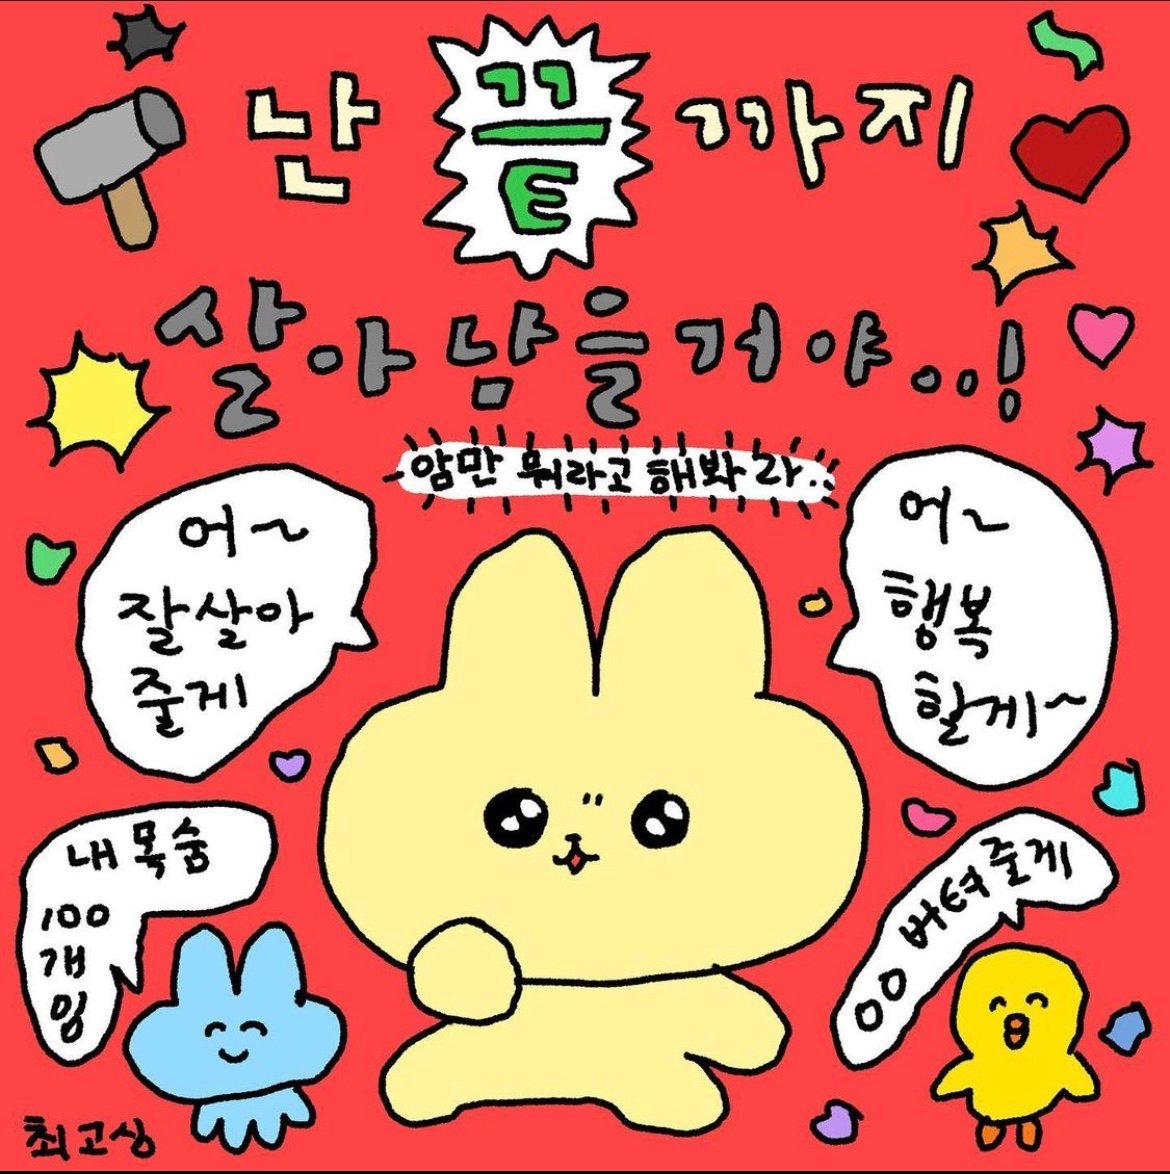 난 끝까지
살아남을거야..!
암만 뭐라고 해봐라..
어~
잘살아
줄게
어~
행복
할게~
내 목숨
100
개임
ㅇㅇ 버텨줄게
최고심